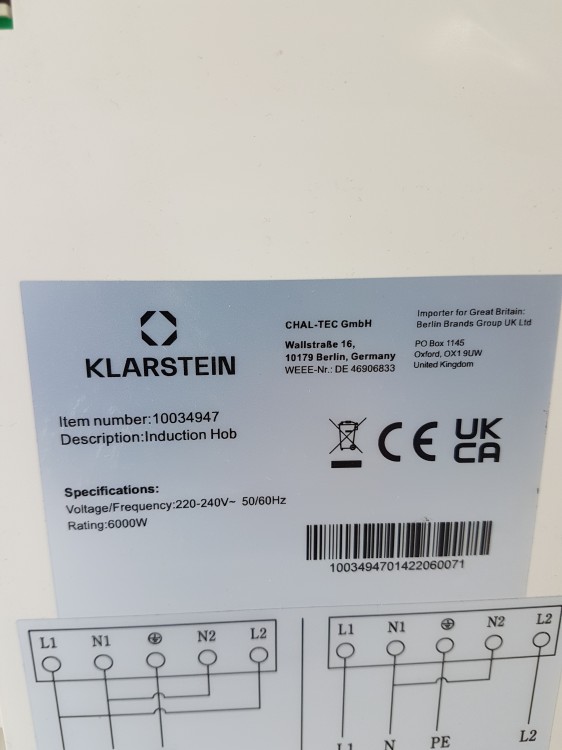 KLARSTEIN
CHAL-TEC GmbH
Wallstraße 16,
10179 Berlin, Germany
WEEE-Nr.: DE 46906833
Importer for Great Britain:
Berlin Brands Group UK Ltd
PO Box 1145
Oxford, OX1 9UW
United Kingdom
Item number:10034947
Description:Induction Hob
CE UK
CA
Specifications:
Voltage/Frequency:220-240V~ 50/60Hz
Rating:6000W
1003494701422060071
L1 N1 N2 L2
L1 N1 N2 L2
L1 N PE L2